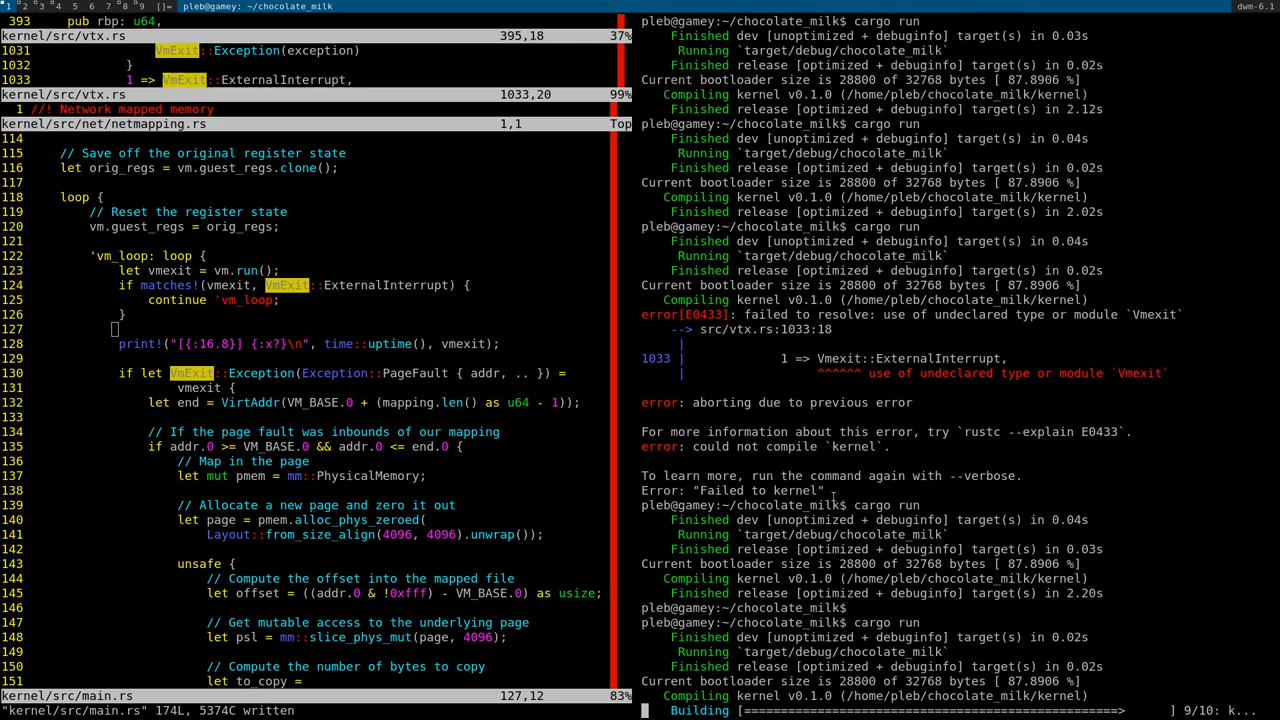 1 2 3 4 5 6 7 8 9 []= pleb@gamey: ~/chocolate_milk dwm-6.1
393 pub rbp: u64,
kernel/src/vtx.rs 395,18 37%
1031 VmExit::Exception(exception)
1032 }
1033 1 => VmExit::ExternalInterrupt,
kernel/src/vtx.rs 1033,20 99%
1 //! Network mapped memory
kernel/src/net/netmapping.rs 1,1 Top
114
115 // Save off the original register state
116 let orig_regs = vm.guest_regs.clone();
117
118 loop {
119 // Reset the register state
120 vm.guest_regs = orig_regs;
121
122 'vm_loop: loop {
123 let vmexit = vm.run();
124 if matches!(vmexit, VmExit::ExternalInterrupt) {
125 continue 'vm_loop;
126 }
127
128 print!("[{:16.8}] {:x?}\n", time::uptime(), vmexit);
129
130 if let VmExit::Exception(Exception::PageFault { addr, .. }) =
131 vmexit {
132 let end = VirtAddr(VM_BASE.0 + (mapping.len() as u64 - 1));
133
134 // If the page fault was inbounds of our mapping
135 if addr.0 >= VM_BASE.0 && addr.0 <= end.0 {
136 // Map in the page
137 let mut pmem = mm::PhysicalMemory;
138
139 // Allocate a new page and zero it out
140 let page = pmem.alloc_phys_zeroed(
141 Layout::from_size_align(4096, 4096).unwrap());
142
143 unsafe {
144 // Compute the offset into the mapped file
145 let offset = ((addr.0 & !0xfff) - VM_BASE.0) as usize;
146
147 // Get mutable access to the underlying page
148 let psl = mm::slice_phys_mut(page, 4096);
149
150 // Compute the number of bytes to copy
151 let to_copy =
kernel/src/main.rs 127,12 83%
"kernel/src/main.rs" 174L, 5374C written
pleb@gamey:~/chocolate_milk$ cargo run
Finished dev [unoptimized + debuginfo] target(s) in 0.03s
Running `target/debug/chocolate_milk`
Finished release [optimized + debuginfo] target(s) in 0.02s
Current bootloader size is 28800 of 32768 bytes [ 87.8906 %]
Compiling kernel v0.1.0 (/home/pleb/chocolate_milk/kernel)
Finished release [optimized + debuginfo] target(s) in 2.12s
pleb@gamey:~/chocolate_milk$ cargo run
Finished dev [unoptimized + debuginfo] target(s) in 0.04s
Running `target/debug/chocolate_milk`
Finished release [optimized + debuginfo] target(s) in 0.02s
Current bootloader size is 28800 of 32768 bytes [ 87.8906 %]
Compiling kernel v0.1.0 (/home/pleb/chocolate_milk/kernel)
Finished release [optimized + debuginfo] target(s) in 2.02s
pleb@gamey:~/chocolate_milk$ cargo run
Finished dev [unoptimized + debuginfo] target(s) in 0.04s
Running `target/debug/chocolate_milk`
Finished release [optimized + debuginfo] target(s) in 0.02s
Current bootloader size is 28800 of 32768 bytes [ 87.8906 %]
Compiling kernel v0.1.0 (/home/pleb/chocolate_milk/kernel)
error[E0433]: failed to resolve: use of undeclared type or module `Vmexit`
--> src/vtx.rs:1033:18
|
1033 | 1 => Vmexit::ExternalInterrupt,
| ^^^^^^ use of undeclared type or module `Vmexit`
error: aborting due to previous error
For more information about this error, try `rustc --explain E0433`.
error: could not compile `kernel`.
To learn more, run the command again with --verbose.
Error: "Failed to kernel"
pleb@gamey:~/chocolate_milk$ cargo run
Finished dev [unoptimized + debuginfo] target(s) in 0.04s
Running `target/debug/chocolate_milk`
Finished release [optimized + debuginfo] target(s) in 0.03s
Current bootloader size is 28800 of 32768 bytes [ 87.8906 %]
Compiling kernel v0.1.0 (/home/pleb/chocolate_milk/kernel)
Finished release [optimized + debuginfo] target(s) in 2.20s
pleb@gamey:~/chocolate_milk$
pleb@gamey:~/chocolate_milk$ cargo run
Finished dev [unoptimized + debuginfo] target(s) in 0.02s
Running `target/debug/chocolate_milk`
Finished release [optimized + debuginfo] target(s) in 0.02s
Current bootloader size is 28800 of 32768 bytes [ 87.8906 %]
Compiling kernel v0.1.0 (/home/pleb/chocolate_milk/kernel)
Building [===================================================> ] 9/10: k...